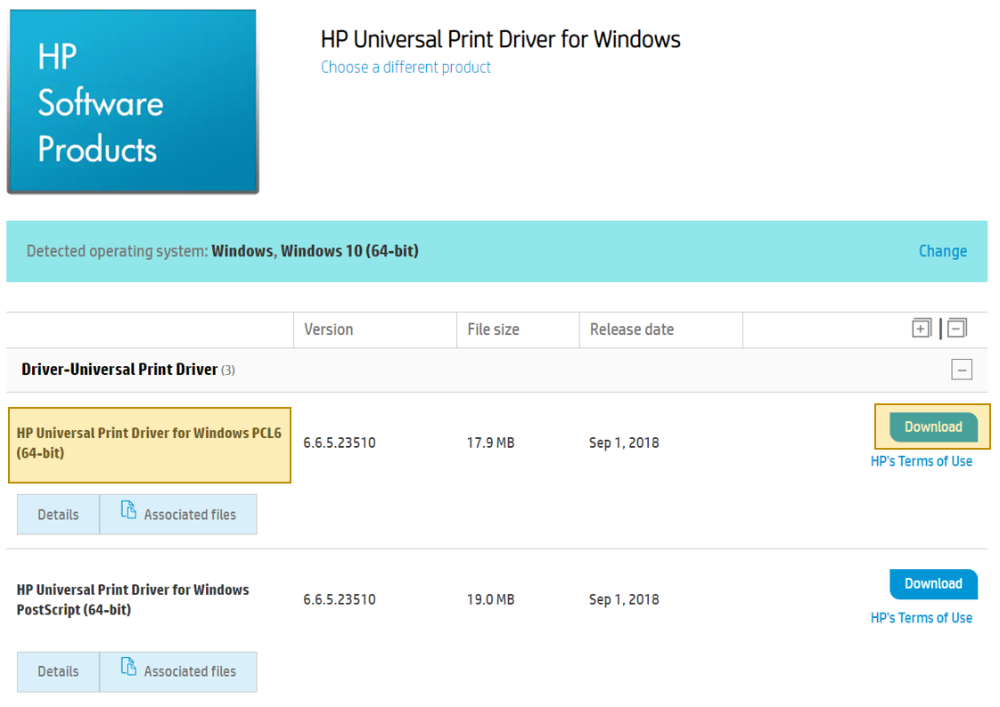 HP
Software
Products
HP Universal Print Driver for Windows
Choose a different product
Detected operating system: Windows, Windows 10 (64-bit)
Change
Version
File size
Release date
Driver-Universal Print Driver (3)
HP Universal Print Driver for Windows PCL6
(64-bit)
6.6.5.23510
17.9 MB
Sep 1, 2018
Download
HP's Terms of Use
Details
Associated files
HP Universal Print Driver for Windows
PostScript (64-bit)
6.6.5.23510
19.0 MB
Sep 1, 2018
Download
HP's Terms of Use
Details
Associated files